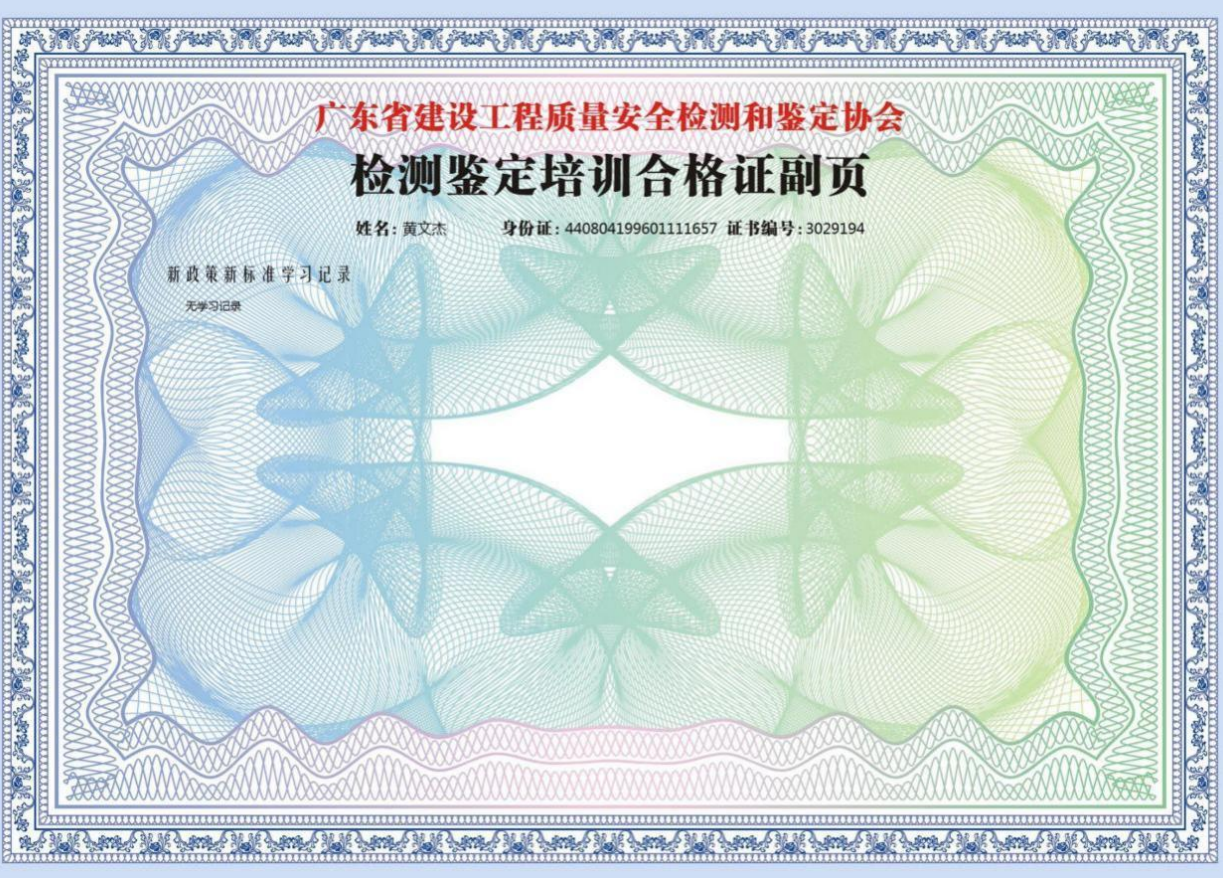 广东省建设工程质量安全检测和鉴定协会
检测鉴定培训合格证副页
姓名：黄文杰 身份证：440804199601111657 证书编号：3029194
新政策新标准学习记录
无学习记录